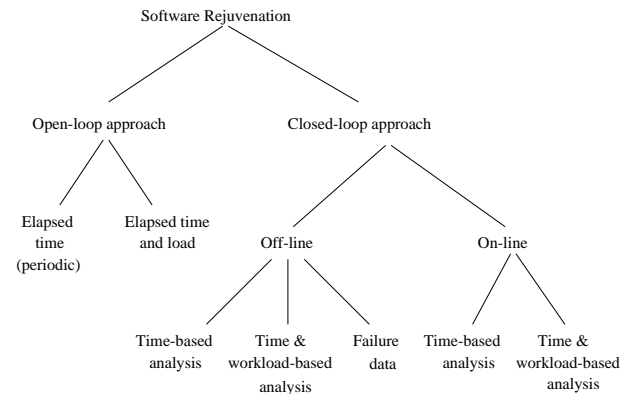 Software Rejuvenation
Open-loop approach
Closed-loop approach
Elapsed
time
(periodic)
Elapsed time
and load
Off-line
On-line
Time-based
analysis
Time &
workload-based
analysis
Failure
data
Time-based
analysis
Time &
workload-based
analysis